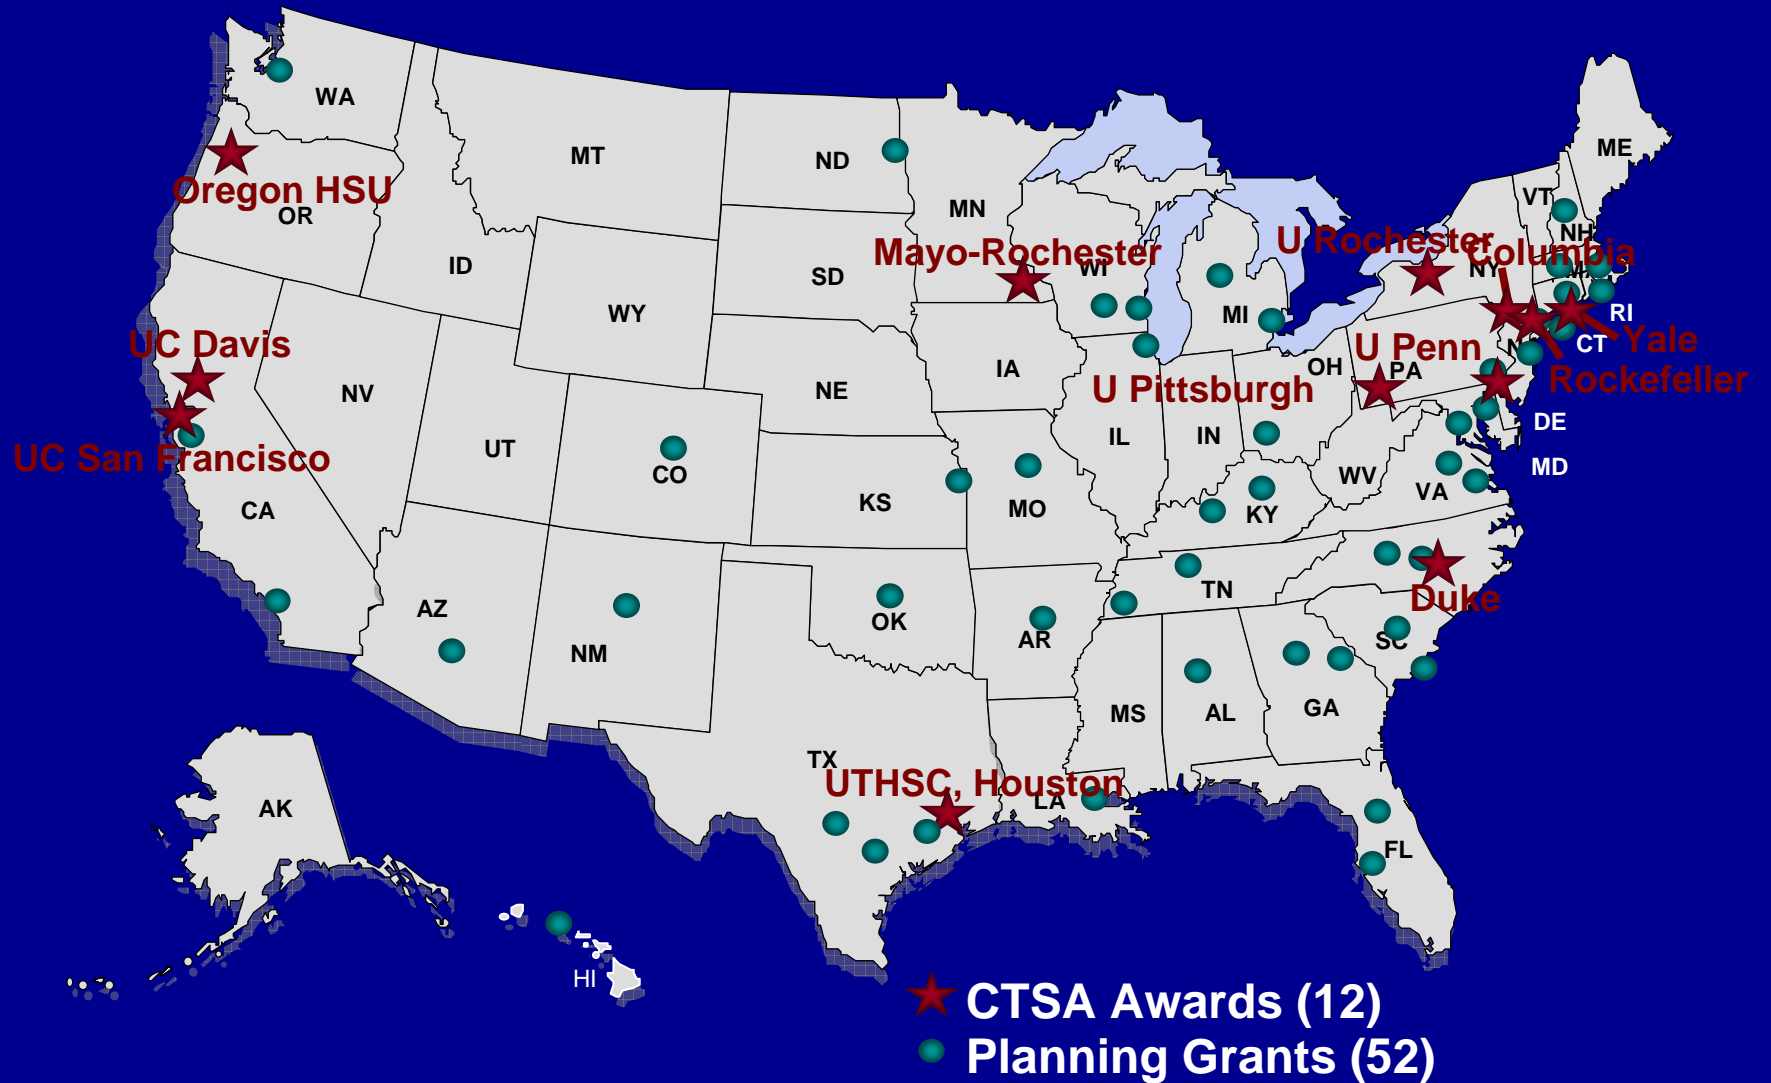 WA
ME
MT
ND
Oregon HSU
OR
VT
MN
NH
U Rochester
Columbia
Mayo-Rochester
WI
NY
MA
ID
SD
WY
MI
RI
UC Davis
U Penn
CT
Yale
IA
OH
PA
Rockefeller
NV
NE
U Pittsburgh
UT
IL
IN
DE
UC San Francisco
CO
WV
MD
VA
CA
KS
MO
KY
AZ
TN
Duke
OK
AR
SC
NM
MS
AL
GA
TX
UTHSC, Houston
LA
AK
FL
HI
CTSA Awards (12)
Planning Grants (52)